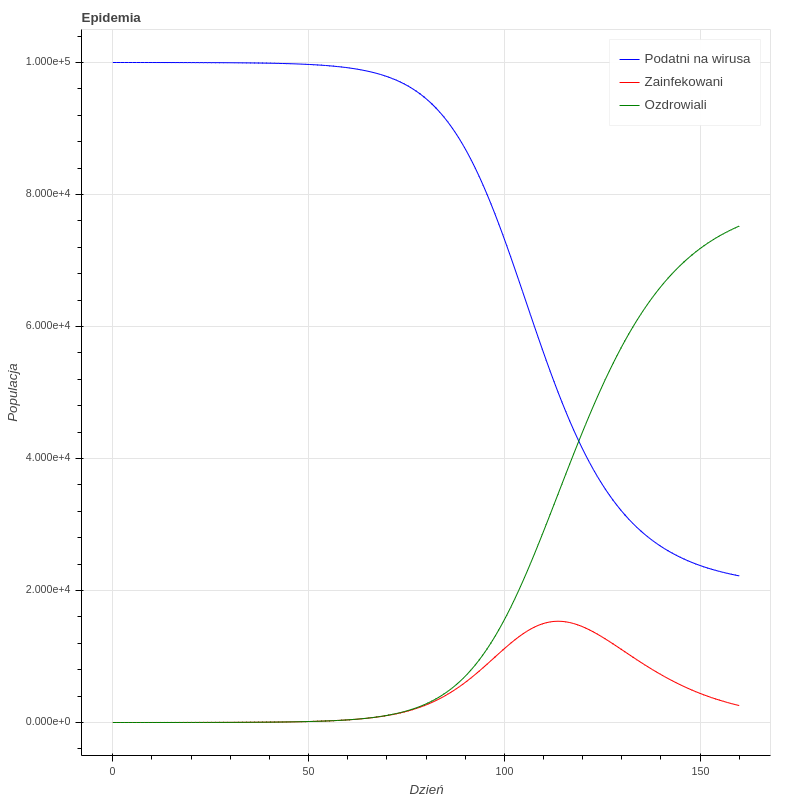 Epidemia
1.000e+5
8.000e+4
6.000e+4
4.000e+4
2.000e+4
0.000e+0
Populacja
0
50
100
150
Dzień
Podatni na wirusa
Zainfekowani
Ozdrowiali